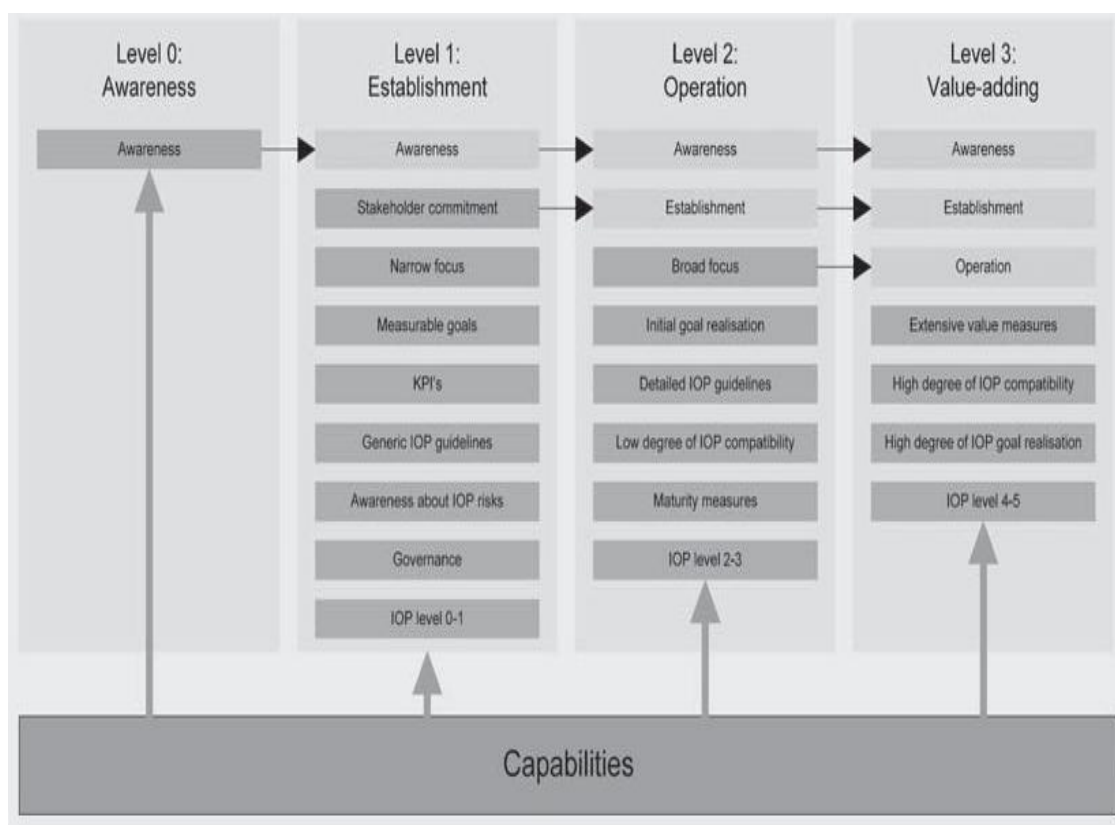 Level 0:
Awareness
Awareness
Level 1:
Establishment
Awareness
Stakeholder commitment
Narrow focus
Measurable goals
KPI's
Generic IOP guidelines
Awareness about IOP risks
Governance
IOP level 0-1
Level 2:
Operation
Awareness
Establishment
Broad focus
Initial goal realisation
Detailed IOP guidelines
Low degree of IOP compatibility
Maturity measures
IOP level 2-3
Level 3:
Value-adding
Awareness
Establishment
Operation
Extensive value measures
High degree of IOP compatibility
High degree of IOP goal realisation
IOP level 4-5
Capabilities